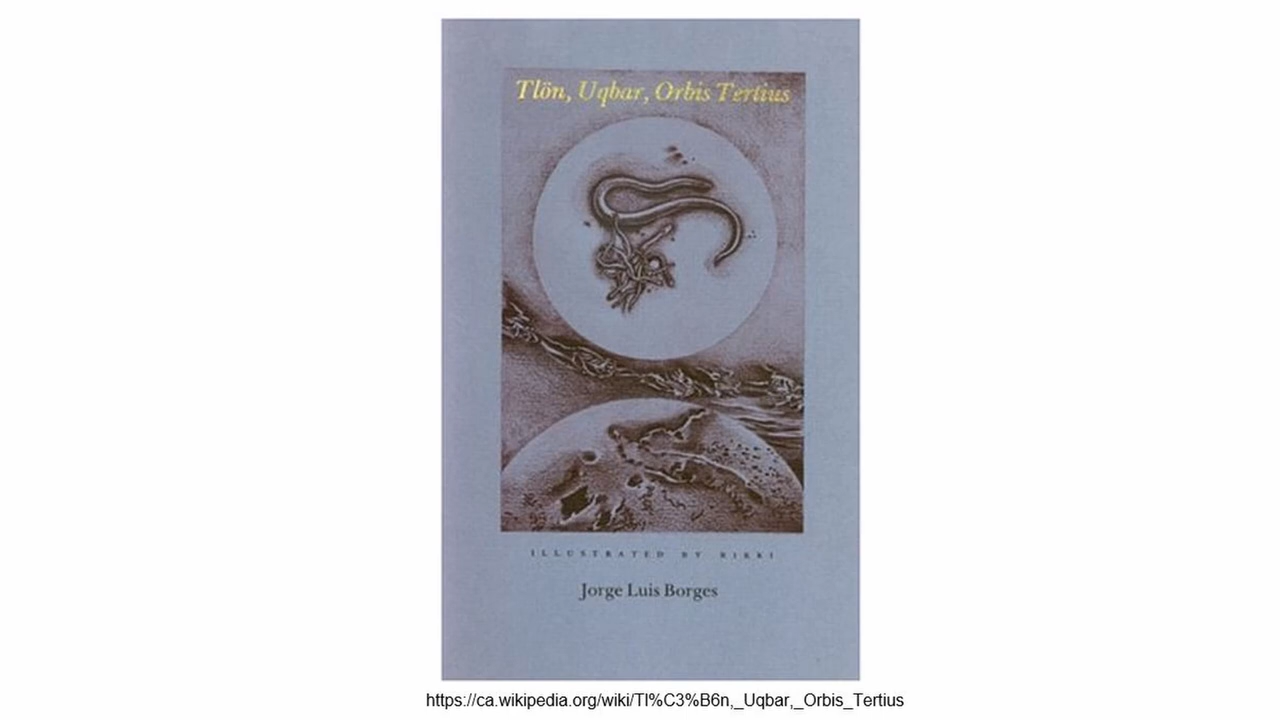 Tlön, Uqbar, Orbis Tertius
ILLUSTRATED BY RIKKI
Jorge Luis Borges
https://ca.wikipedia.org/wiki/Tl%C3%B6n,_Uqbar,_Orbis_Tertius